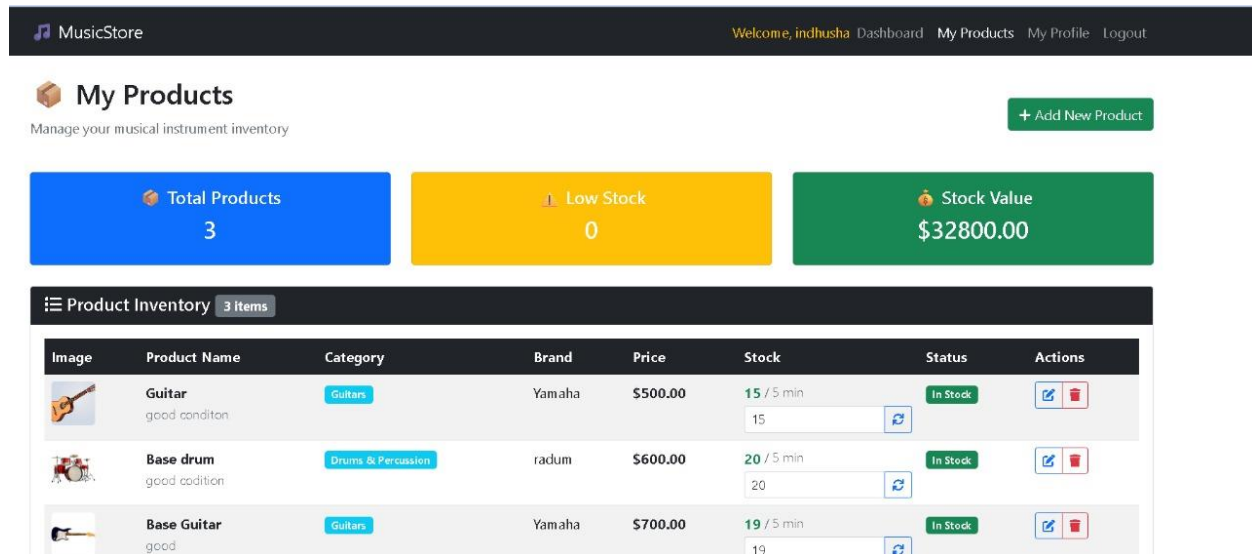 MusicStore
Welcome, indhusha Dashboard My Products My Profile Logout
My Products
Manage your musical instrument inventory
+ Add New Product
Total Products
3
Low Stock
0
Stock Value
$32800.00
Product Inventory 3 items
Image Product Name Category Brand Price Stock Status Actions
Guitar Guitars Yamaha $500.00 15 / 5 min In Stock
good conditon
15
Base drum Drums & Percussion radum $600.00 20 / 5 min In Stock
good codition
20
Base Guitar Guitars Yamaha $700.00 19 / 5 min In Stock
good
19